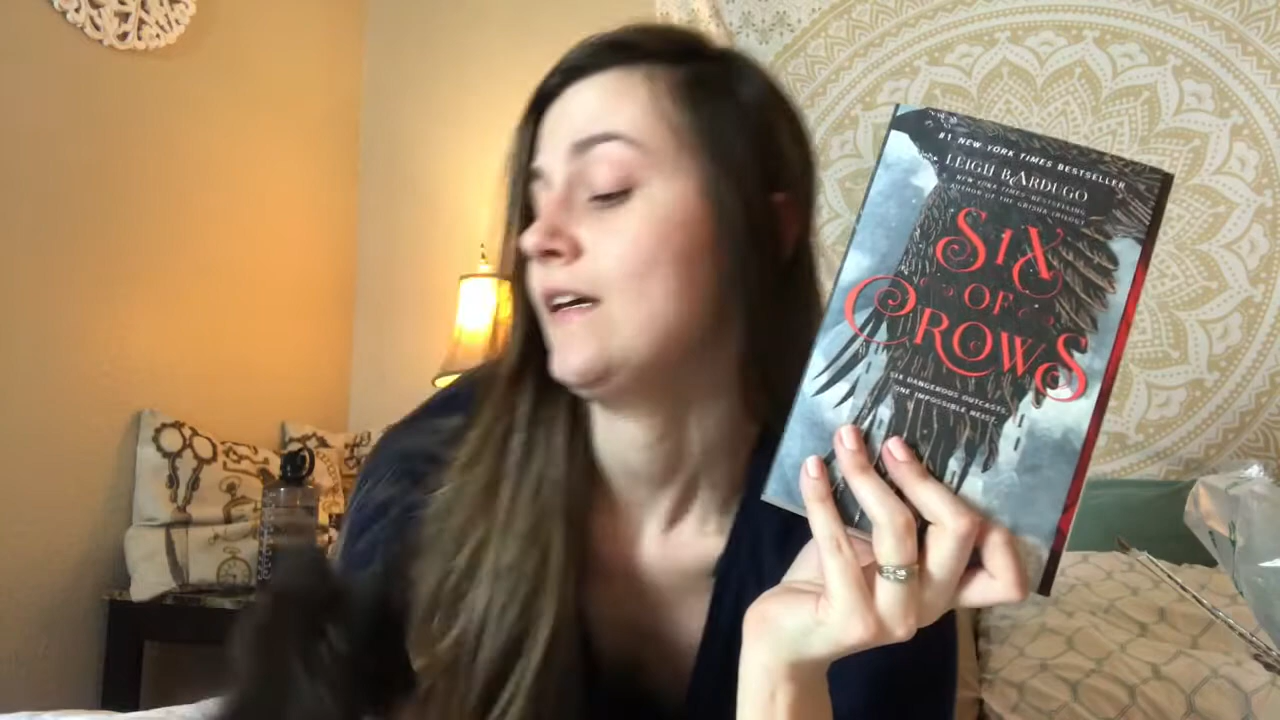 #1 NEW YORK TIMES BESTSELLER
LEIGH BARDUGO
NEW YORK TIMES–BESTSELLING
AUTHOR OF THE GRISHA TRILOGY
SIX
OF
CROWS
SIX DANGEROUS OUTCASTS.
ONE IMPOSSIBLE HEIST.